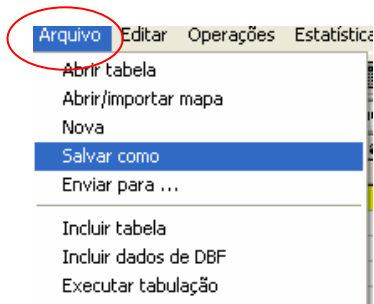 Arquivo Editar Operações Estatística
Abrir tabela
Abrir/importar mapa
Nova
Salvar como
Enviar para ...
Incluir tabela
Incluir dados de DBF
Executar tabulação